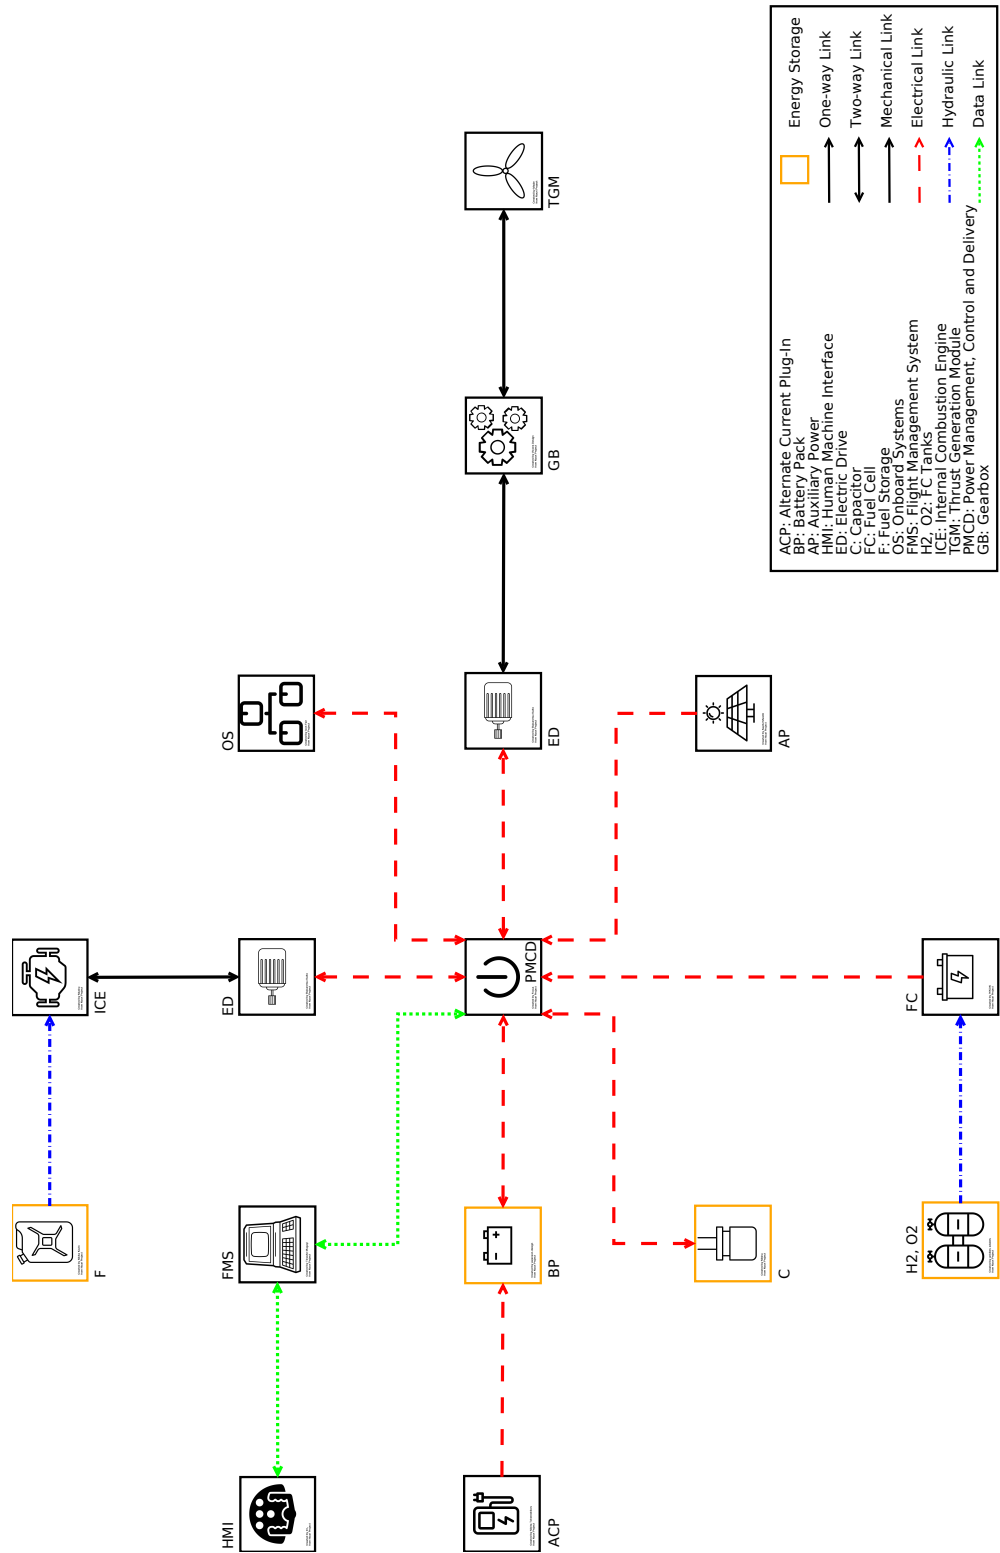 F
ICE
HMI
FMS
ED
OS
ACP
BP
PMCD
ED
GB
TGM
C
AP
H2, O2
FC
ACP: Alternate Current Plug-In
BP: Battery Pack
AP: Auxiliary Power
HMI: Human Machine Interface
ED: Electric Drive
C: Capacitor
FC: Fuel Cell
F: Fuel Storage
OS: Onboard Systems
FMS: Flight Management System
H2, O2: FC Tanks
ICE: Internal Combustion Engine
TGM: Thrust Generation Module
PMCD: Power Management, Control and Delivery
GB: Gearbox
Energy Storage
One-way Link
Two-way Link
Mechanical Link
Electrical Link
Hydraulic Link
Data Link